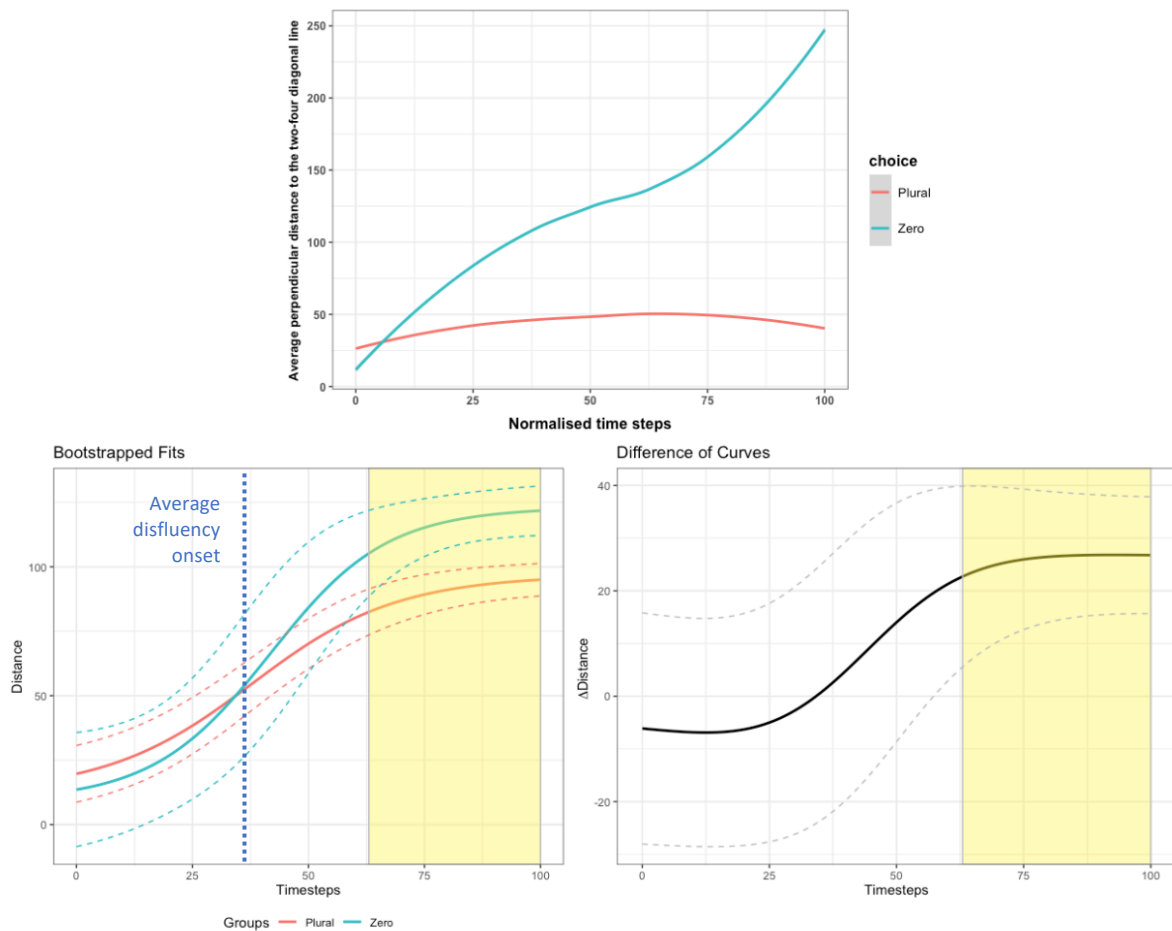 Average perpendicular distance to the two-four diagonal line
250
200
150
100
50
0
0 25 50 75 100
Normalised time steps
choice
Plural
Zero
Bootstrapped Fits
Average
disfluency
onset
Distance
100
50
0
0 25 50 75 100
Timesteps
Groups Plural Zero
Difference of Curves
ΔDistance
40
20
0
-20
0 25 50 75 100
Timesteps